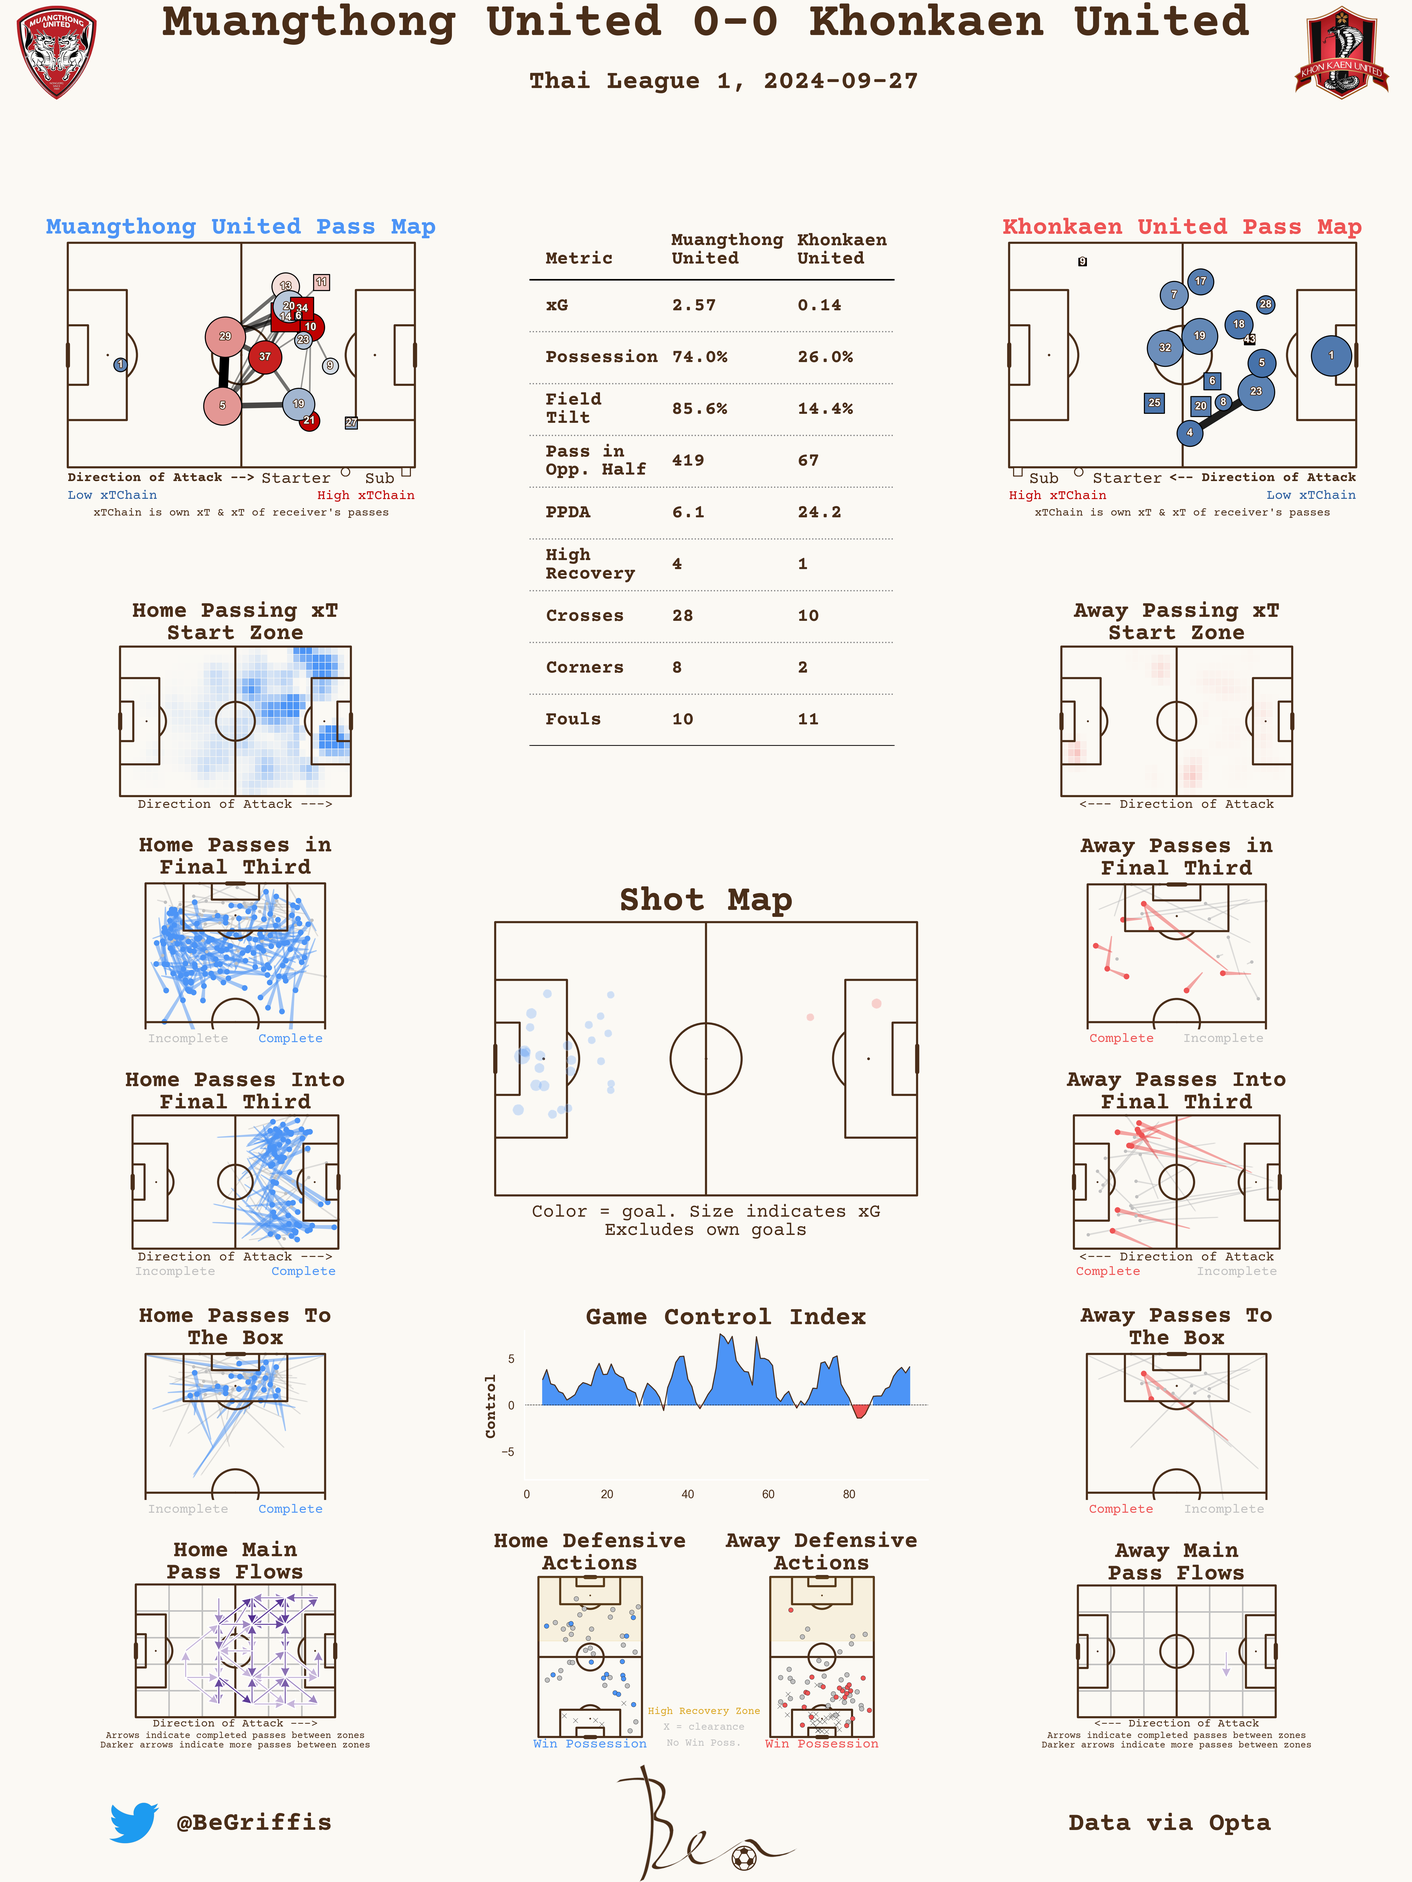 Muangthong United 0-0 Khonkaen United
Thai League 1, 2024-09-27
MUANGTHONG
UNITED
KHON KAEN UNITED
Muangthong United Pass Map
13
11
20
34
14
6
10
29
23
37
1
9
5
19
21
27
Direction of Attack --> Starter Sub
Low xTChain High xTChain
xTChain is own xT & xT of receiver's passes
Metric Muangthong United Khonkaen United
xG 2.57 0.14
Possession 74.0% 26.0%
Field Tilt 85.6% 14.4%
Pass in Opp. Half 419 67
PPDA 6.1 24.2
High Recovery 4 1
Crosses 28 10
Corners 8 2
Fouls 10 11
Khonkaen United Pass Map
9
17
7
28
18
19
43
32
1
5
6
23
25
20
8
4
Sub Starter <-- Direction of Attack
High xTChain Low xTChain
xTChain is own xT & xT of receiver's passes
Home Passing xT
Start Zone
Direction of Attack --->
Away Passing xT
Start Zone
<--- Direction of Attack
Home Passes in
Final Third
Incomplete Complete
Away Passes in
Final Third
Complete Incomplete
Shot Map
Color = goal. Size indicates xG
Excludes own goals
Home Passes Into
Final Third
Direction of Attack --->
Incomplete Complete
Away Passes Into
Final Third
<--- Direction of Attack
Complete Incomplete
Home Passes To
The Box
Incomplete Complete
Game Control Index
Control
5
0
−5
0 20 40 60 80
Away Passes To
The Box
Complete Incomplete
Home Main
Pass Flows
Direction of Attack --->
Arrows indicate completed passes between zones
Darker arrows indicate more passes between zones
Home Defensive
Actions
Win Possession
High Recovery Zone
X = clearance
No Win Poss.
Away Defensive
Actions
Win Possession
Away Main
Pass Flows
<--- Direction of Attack
Arrows indicate completed passes between zones
Darker arrows indicate more passes between zones
@BeGriffis
Ben
Data via Opta